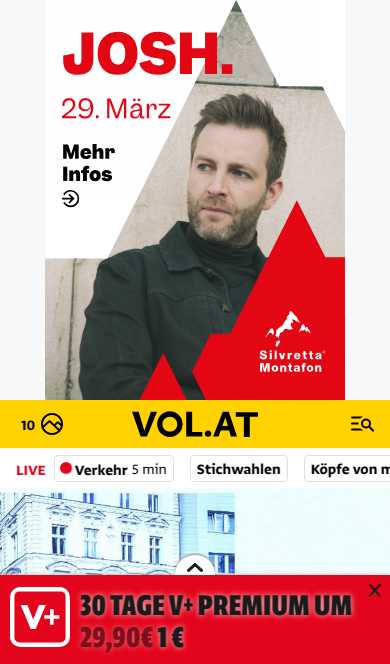 JOSH.
29. März
Mehr
Infos
Silvretta
Montafon
10 VOL.AT
LIVE Verkehr 5 min Stichwahlen Köpfe von m
V+ 30 TAGE V+ PREMIUM UM
29,90€ 1 €